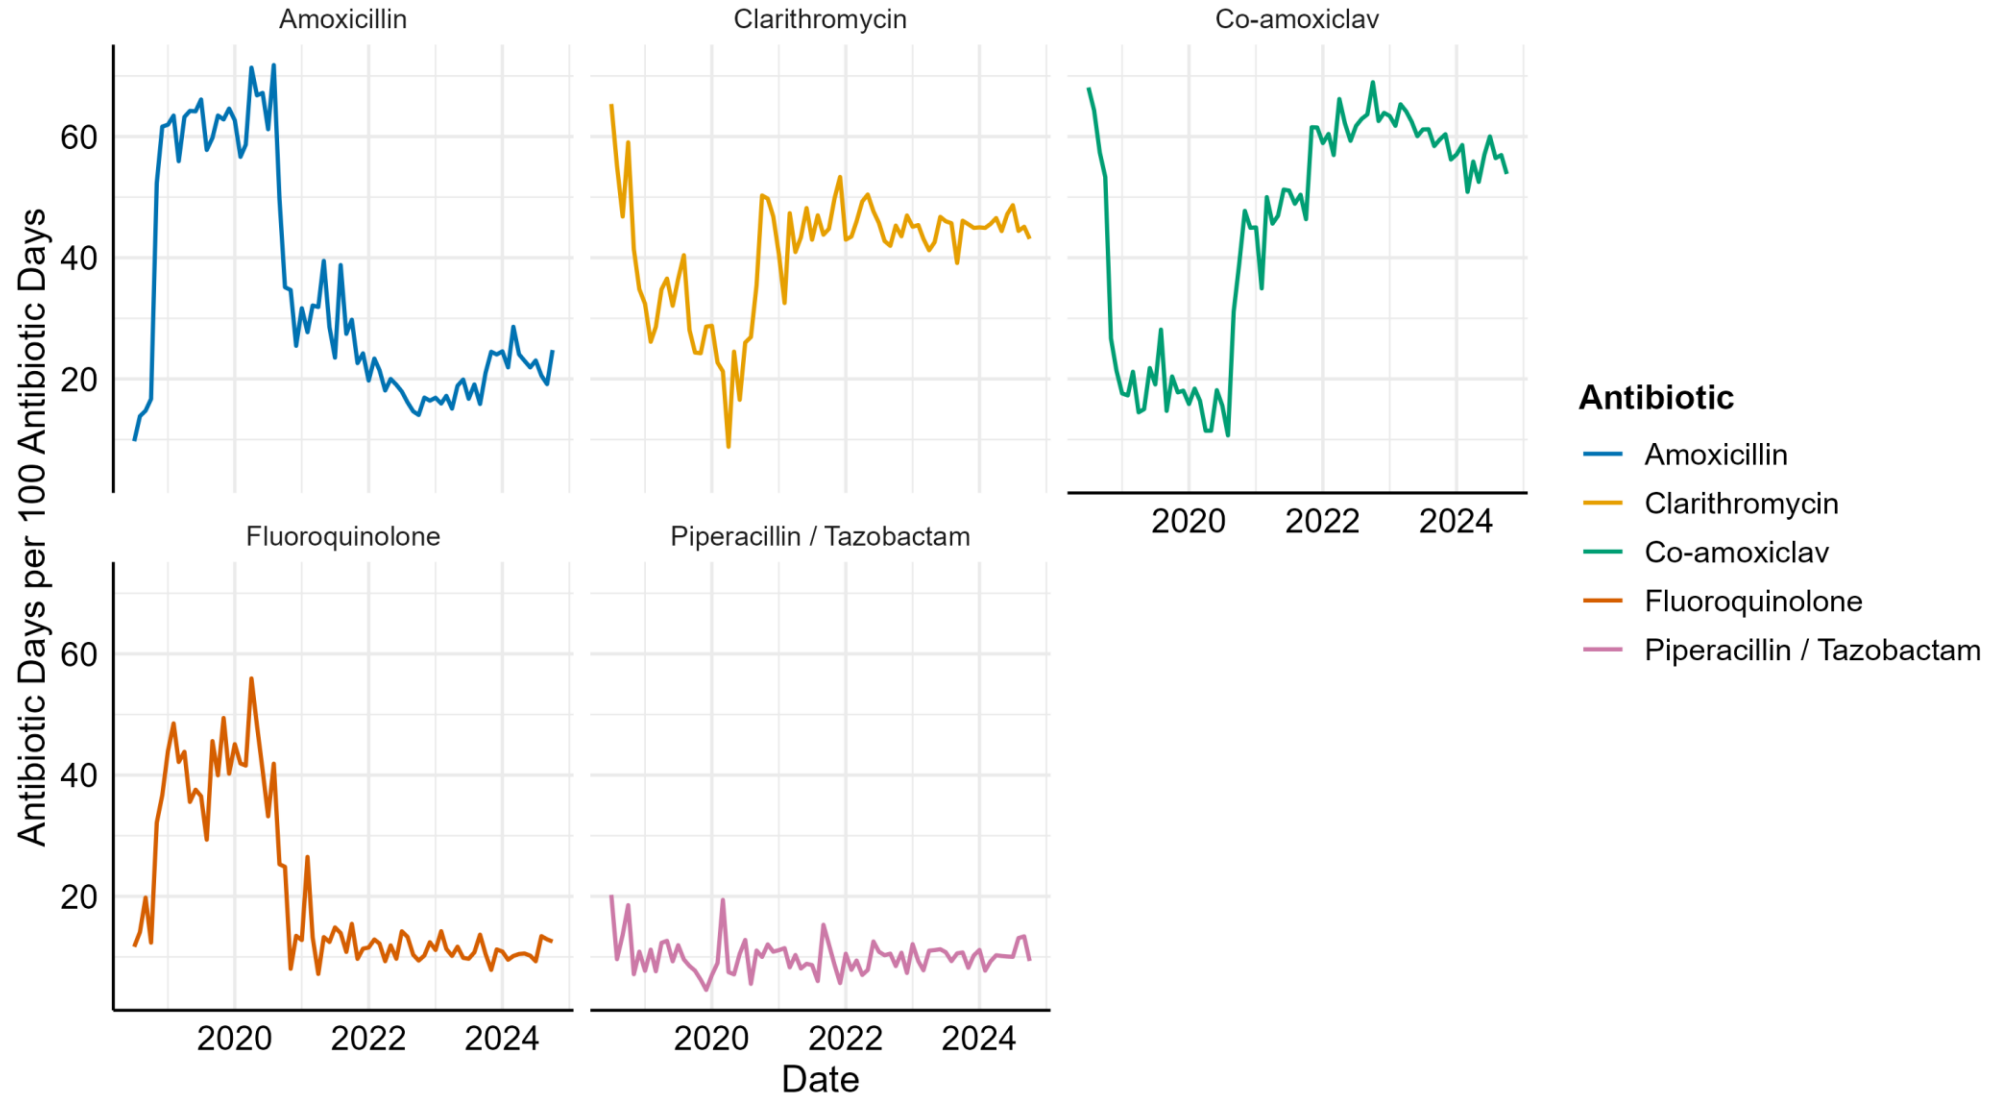 Amoxicillin
Clarithromycin
Co-amoxiclav
60
40
20
2020 2022 2024
Fluoroquinolone
Piperacillin / Tazobactam
60
40
20
2020 2022 2024
2020 2022 2024
Date
Antibiotic Days per 100 Antibiotic Days
Antibiotic
Amoxicillin
Clarithromycin
Co-amoxiclav
Fluoroquinolone
Piperacillin / Tazobactam